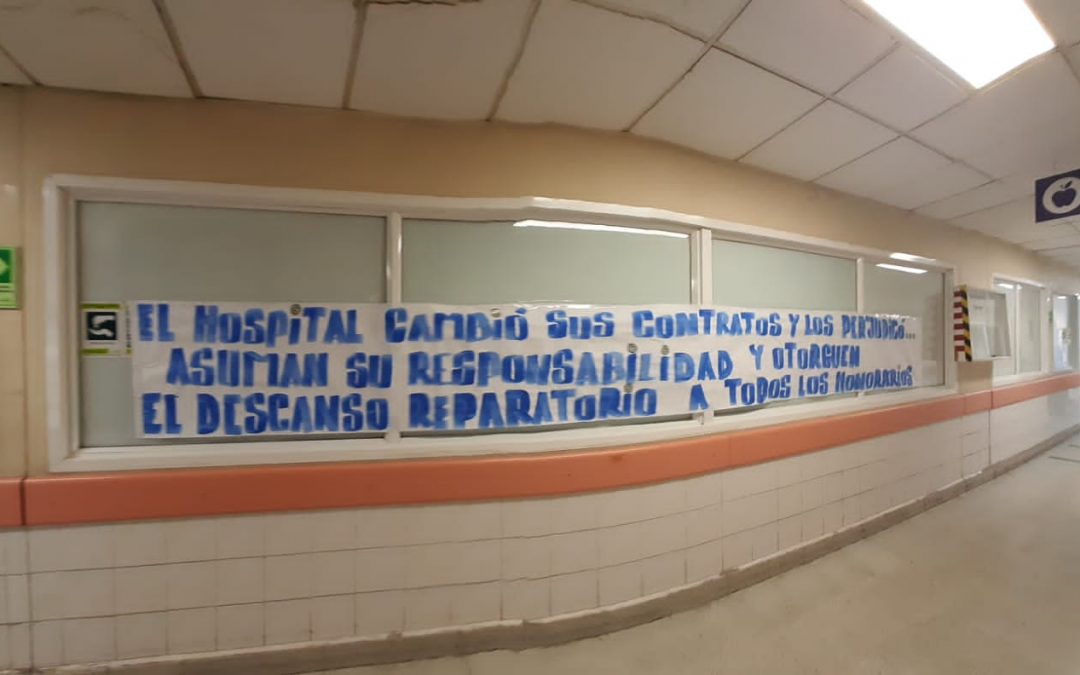 EL HOSPITAL CAMBIÓ SUS CONTRATOS Y LOS PERJUDICÓ...
ASUMAN SU RESPONSABILIDAD Y OTORGUEN
EL DESCANSO REPARATORIO A TODOS LOS HONORARIOS